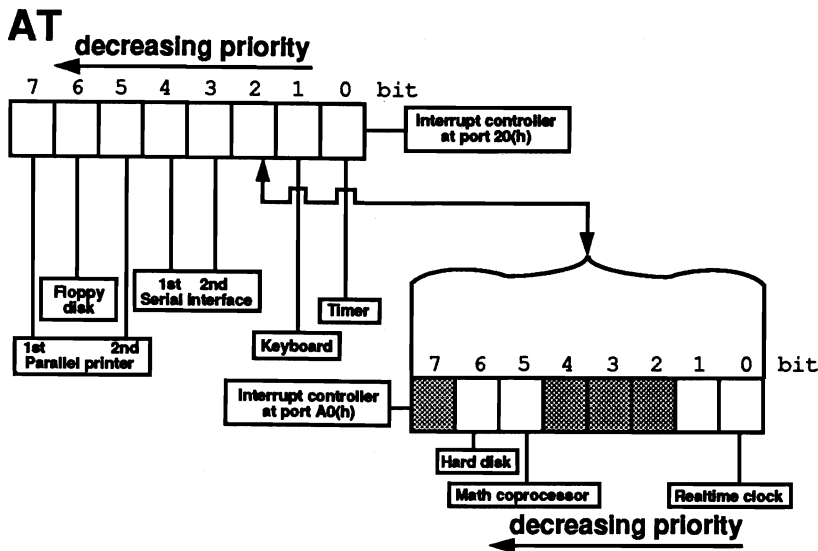 AT
decreasing priority
7 6 5 4 3 2 1 0 bit
Interrupt controller
at port 20(h)
Floppy
disk
1st 2nd
Serial interface
Timer
1st 2nd
Parallel printer
Keyboard
7 6 5 4 3 2 1 0 bit
Interrupt controller
at port A0(h)
Hard disk
Math coprocessor
Realtime clock
decreasing priority